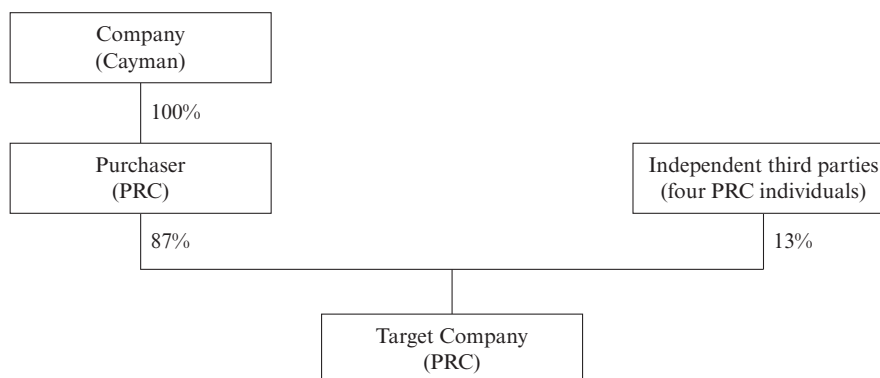 Company
(Cayman)
100%
Purchaser
(PRC)
Independent third parties
(four PRC individuals)
87%
13%
Target Company
(PRC)